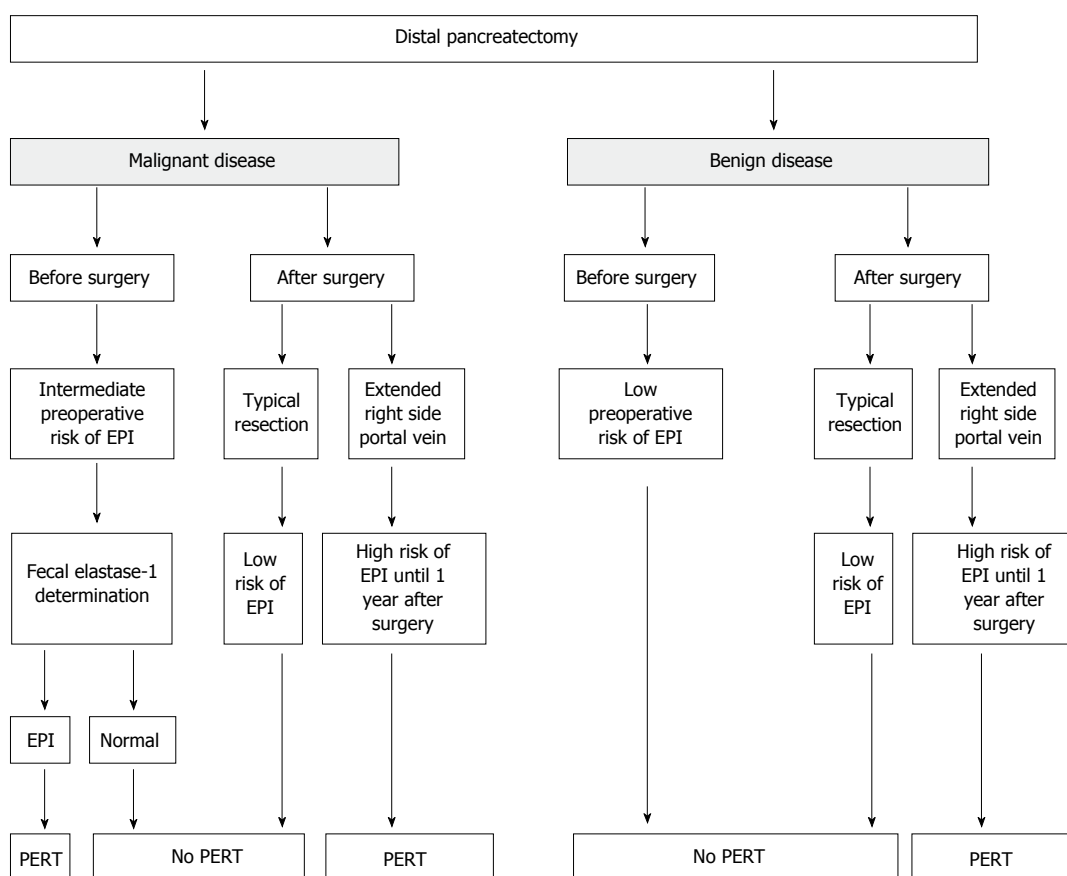 Distal pancreatectomy
Malignant disease
Benign disease
Before surgery
After surgery
Before surgery
After surgery
Intermediate
preoperative
risk of EPI
Typical
resection
Extended
right side
portal vein
Low
preoperative
risk of EPI
Typical
resection
Extended
right side
portal vein
Fecal elastase-1
determination
Low
risk of
EPI
High risk of
EPI until 1
year after
surgery
Low
risk of
EPI
High risk of
EPI until 1
year after
surgery
EPI
Normal
PERT
No PERT
PERT
No PERT
PERT